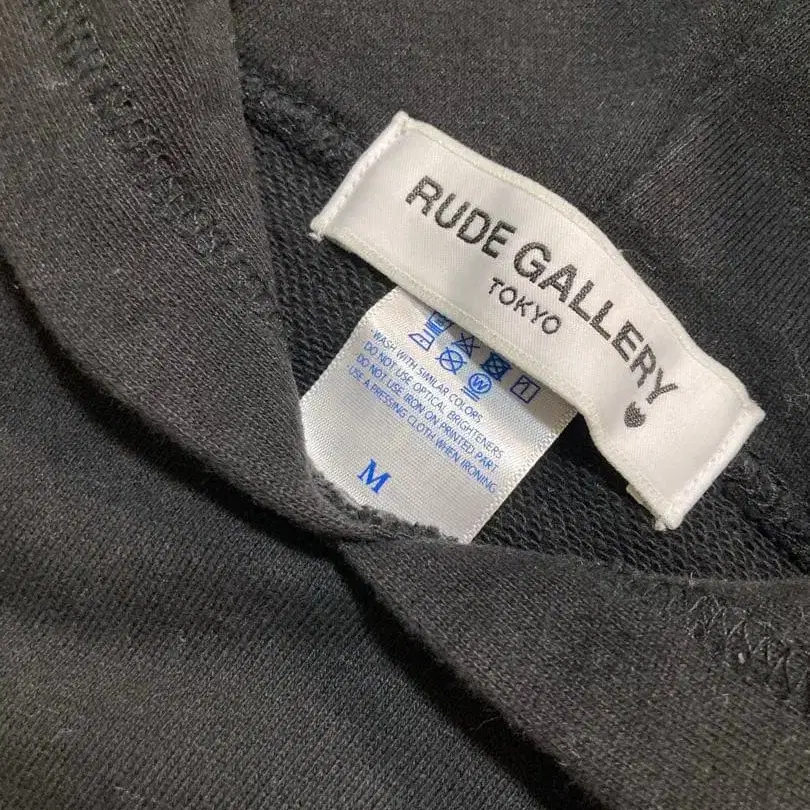 RUDE GALLERY
TOKYO
W
*WASH WITH SIMILAR COLORS
DO NOT USE OPTICAL BRIGHTENERS
DO NOT USE IRON ON PRINTED PART
USE A PRESSING CLOTH WHEN IRONING
M